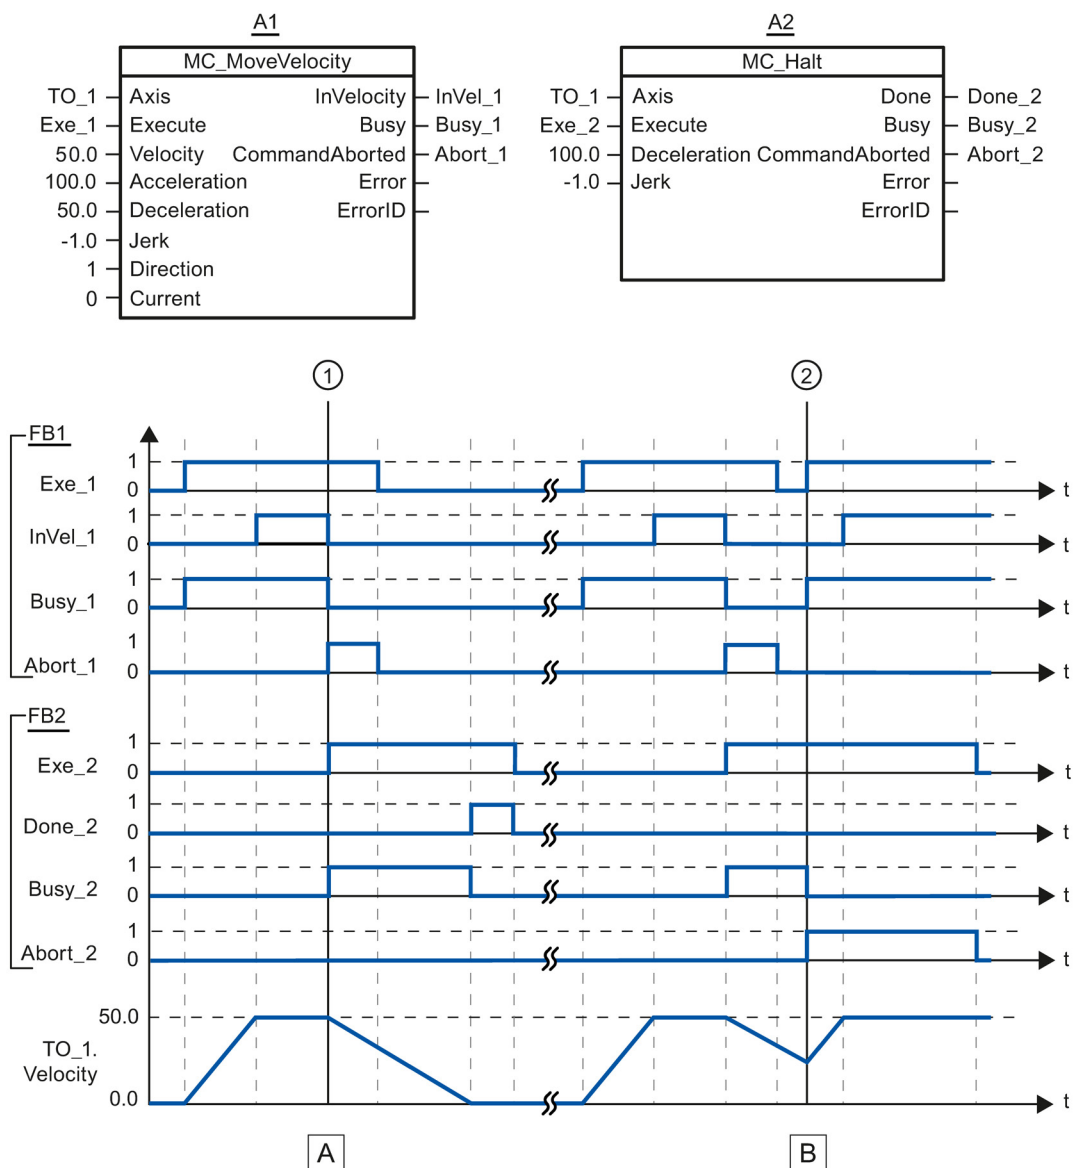 A1 A2
MC_MoveVelocity MC_Halt
TO_1 Axis InVelocity InVel_1 TO_1 Axis Done Done_2
Exe_1 Execute Busy Busy_1 Exe_2 Execute Busy Busy_2
50.0 Velocity CommandAborted Abort_1 100.0 Deceleration CommandAborted Abort_2
100.0 Acceleration Error -1.0 Jerk Error
50.0 Deceleration ErrorID ErrorID
-1.0 Jerk
1 Direction
0 Current
1 2
FB1
1
Exe_1 0 t
1
InVel_1 0 t
1
Busy_1 0 t
1
Abort_1 0 t
FB2
1
Exe_2 0 t
1
Done_2 0 t
1
Busy_2 0 t
1
Abort_2 0 t
50.0
TO_1.
Velocity
0.0 t
A B